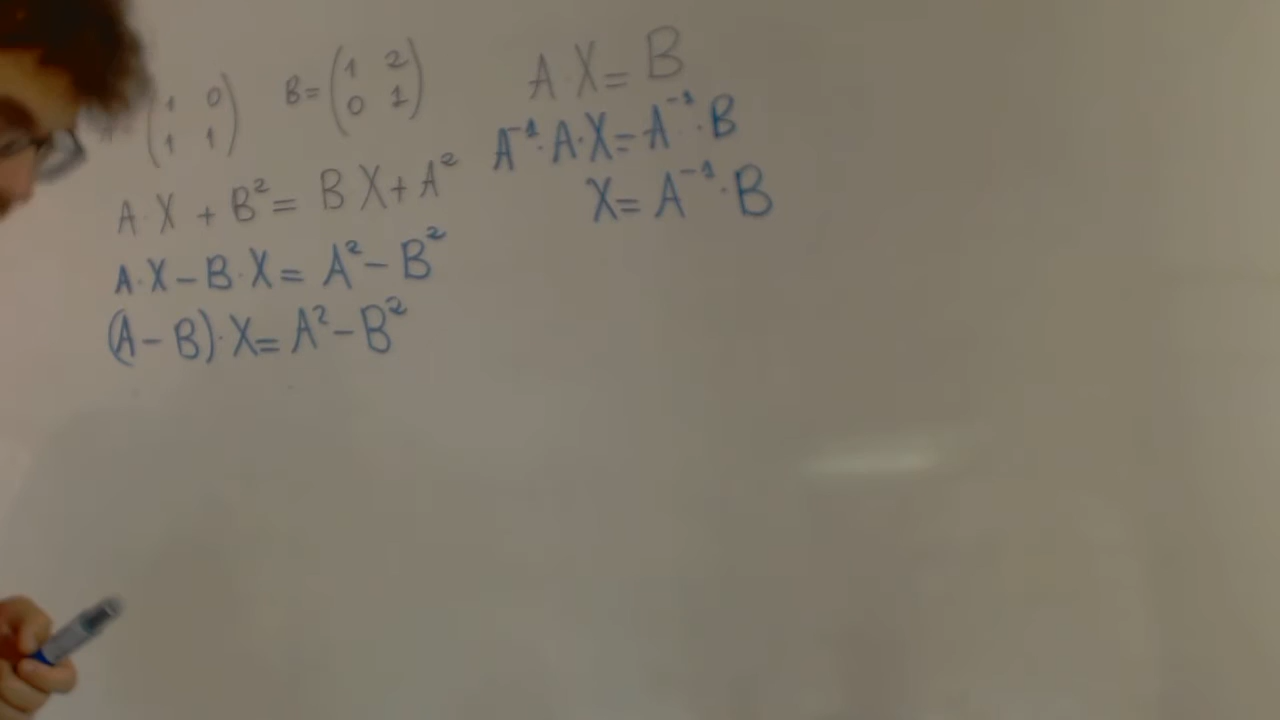 (1 0
1 1) B=(1 2
0 1)
A·X + B²= B X+A²
A·X-B·X= A²-B²
(A-B)·X= A²-B²
A·X=B
A⁻¹·A·X=A⁻¹·B
X=A⁻¹·B